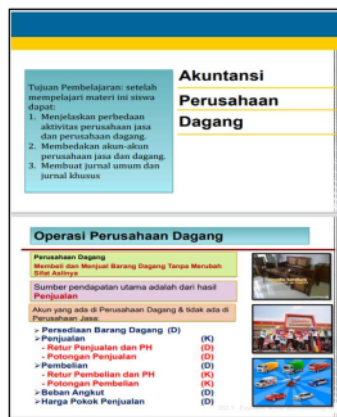 Tujuan Pembelajaran: setelah
mempelajari materi ini siswa
dapat:
1. Menjelaskan perbedaan
aktivitas perusahaan jasa
dan perusahaan dagang.
2. Membedakan akun-akun
perusahaan jasa dan dagang.
3. Membuat jurnal umum dan
jurnal khusus
Akuntansi
Perusahaan
Dagang
Operasi Perusahaan Dagang
Perusahaan Dagang
Membeli dan Menjual Barang Dagang Tanpa Merubah
Sifat Aslinya
Sumber pendapatan utama adalah dari hasil
Penjualan
Akun yang ada di Perusahaan Dagang & tidak ada di
Perusahaan Jasa:
➢ Persediaan Barang Dagang (D)
➢ Penjualan (K)
- Retur Penjualan dan PH (D)
- Potongan Penjualan (D)
➢ Pembelian (D)
- Retur Pembelian dan PH (K)
- Potongan Pembelian (K)
➢ Beban Angkut (D)
➢ Harga Pokok Penjualan (D)